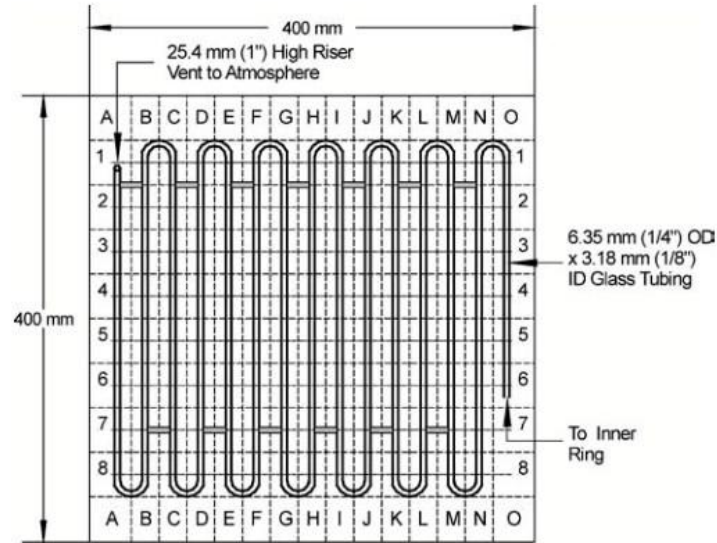 400 mm
25.4 mm (1") High Riser
Vent to Atmosphere
A B C D E F G H I J K L M N O
1 1
2 2
3 3
6.35 mm (1/4") OD
x 3.18 mm (1/8")
ID Glass Tubing
4 4
400 mm
5 5
6 6
7 7
To Inner
Ring
8 8
A B C D E F G H I J K L M N O